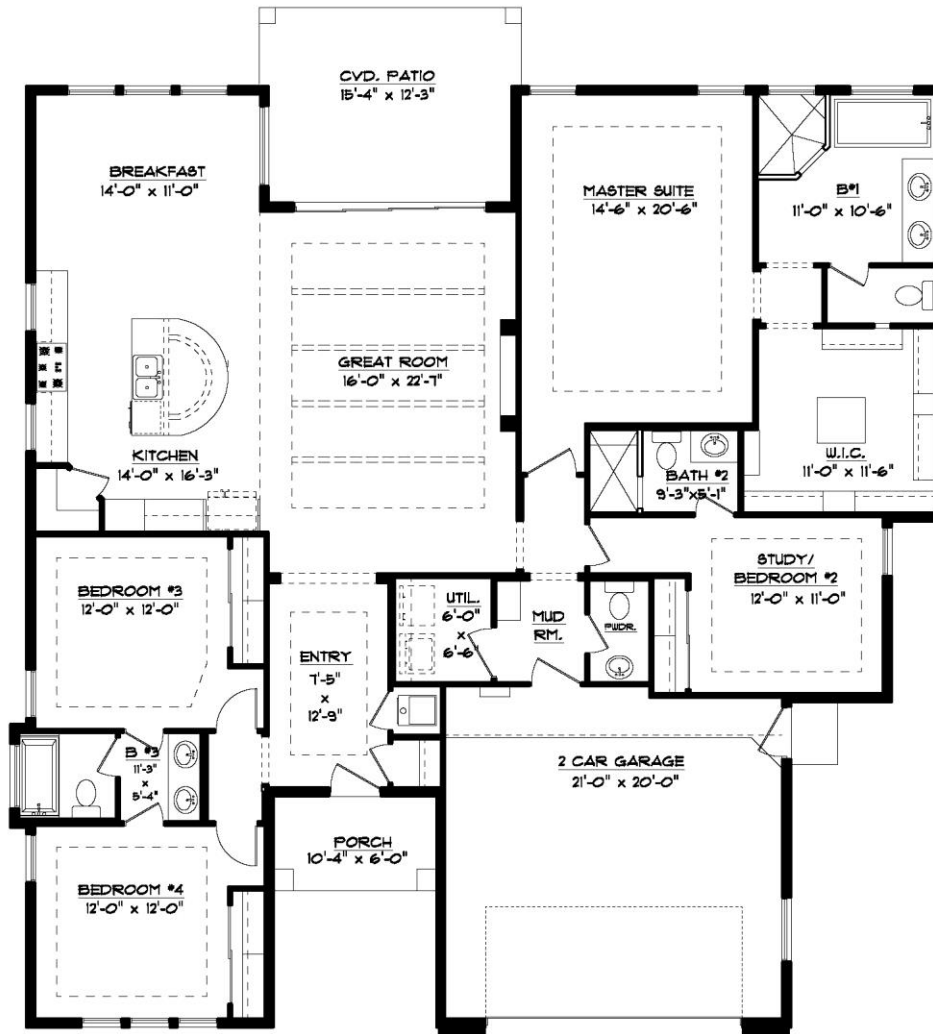 CVD. PATIO
15'-4" x 12'-3"
BREAKFAST
14'-0" x 11'-0"
MASTER SUITE
14'-6" x 20'-6"
B#1
11'-0" x 10'-6"
GREAT ROOM
16'-0" x 22'-7"
KITCHEN
14'-0" x 16'-3"
W.I.C.
11'-0" x 11'-6"
BATH #2
9'-3"x5'-1"
STUDY/
BEDROOM #2
12'-0" x 11'-0"
BEDROOM #3
12'-0" x 12'-0"
UTIL.
6'-0"
x
6'-6"
MUD
RM.
PWDR.
ENTRY
7'-5"
x
12'-9"
B #3
11'-3"
x
5'-4"
2 CAR GARAGE
21'-0" x 20'-0"
PORCH
10'-4" x 6'-0"
BEDROOM #4
12'-0" x 12'-0"